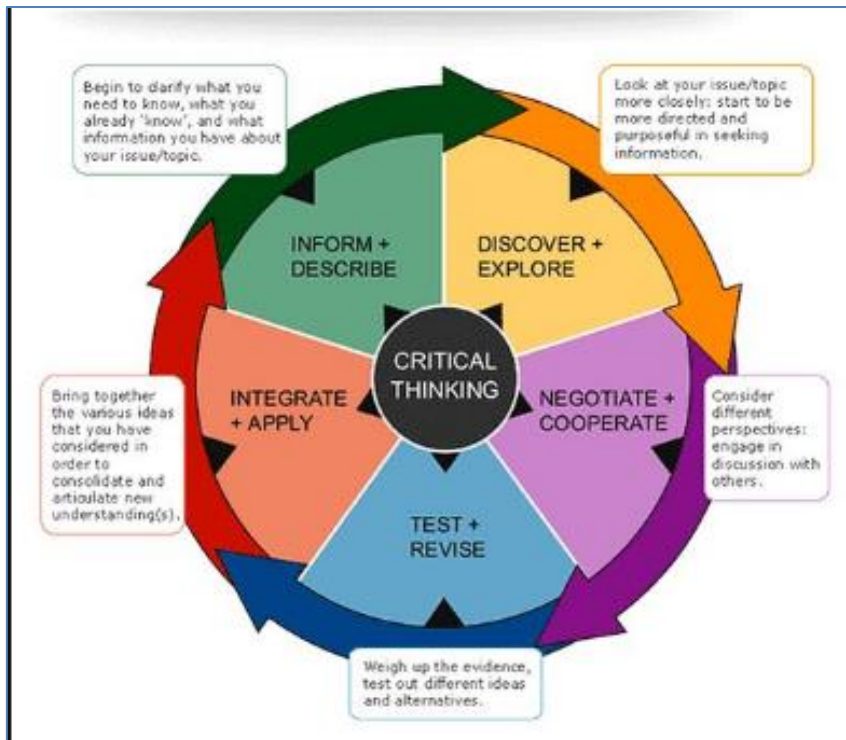 Begin to clarify what you
need to know, what you
already 'know', and what
information you have about
your issue/topic.
Look at your issue/topic
more closely: start to be
more directed and
purposeful in seeking
information.
INFORM +
DESCRIBE
DISCOVER +
EXPLORE
CRITICAL
THINKING
INTEGRATE
+ APPLY
NEGOTIATE +
COOPERATE
Bring together
the various ideas
that you have
considered in
order to
consolidate and
articulate new
understanding(s).
Consider
different
perspectives:
engage in
discussion with
others.
TEST +
REVISE
Weigh up the evidence,
test out different ideas
and alternatives.